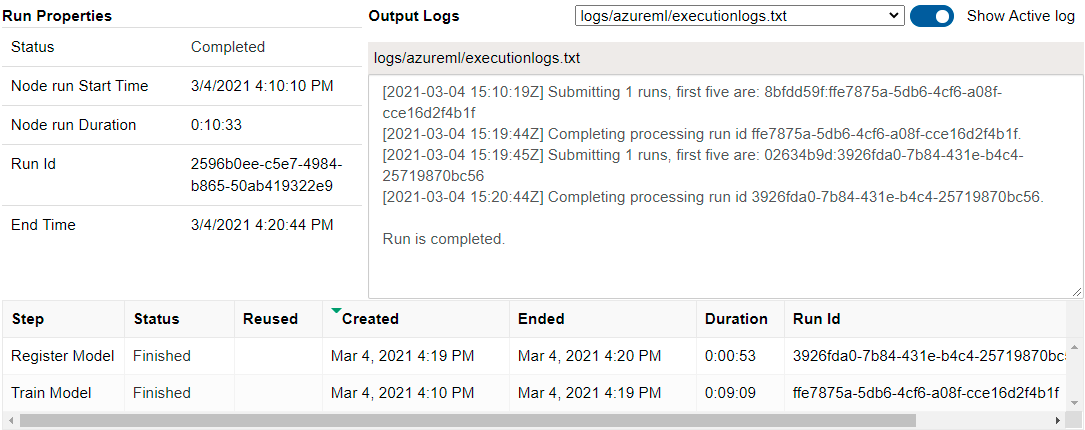 Run Properties
Status Completed
Node run Start Time 3/4/2021 4:10:10 PM
Node run Duration 0:10:33
Run Id 2596b0ee-c5e7-4984-
b865-50ab419322e9
End Time 3/4/2021 4:20:44 PM
Output Logs logs/azureml/executionlogs.txt Show Active log
logs/azureml/executionlogs.txt
[2021-03-04 15:10:19Z] Submitting 1 runs, first five are: 8bfdd59f:ffe7875a-5db6-4cf6-a08f-
cce16d2f4b1f
[2021-03-04 15:19:44Z] Completing processing run id ffe7875a-5db6-4cf6-a08f-cce16d2f4b1f.
[2021-03-04 15:19:45Z] Submitting 1 runs, first five are: 02634b9d:3926fda0-7b84-431e-b4c4-
25719870bc56
[2021-03-04 15:20:44Z] Completing processing run id 3926fda0-7b84-431e-b4c4-25719870bc56.
Run is completed.
Step Status Reused Created Ended Duration Run Id
Register Model Finished Mar 4, 2021 4:19 PM Mar 4, 2021 4:20 PM 0:00:53 3926fda0-7b84-431e-b4c4-25719870bc5
Train Model Finished Mar 4, 2021 4:10 PM Mar 4, 2021 4:19 PM 0:09:09 ffe7875a-5db6-4cf6-a08f-cce16d2f4b1f